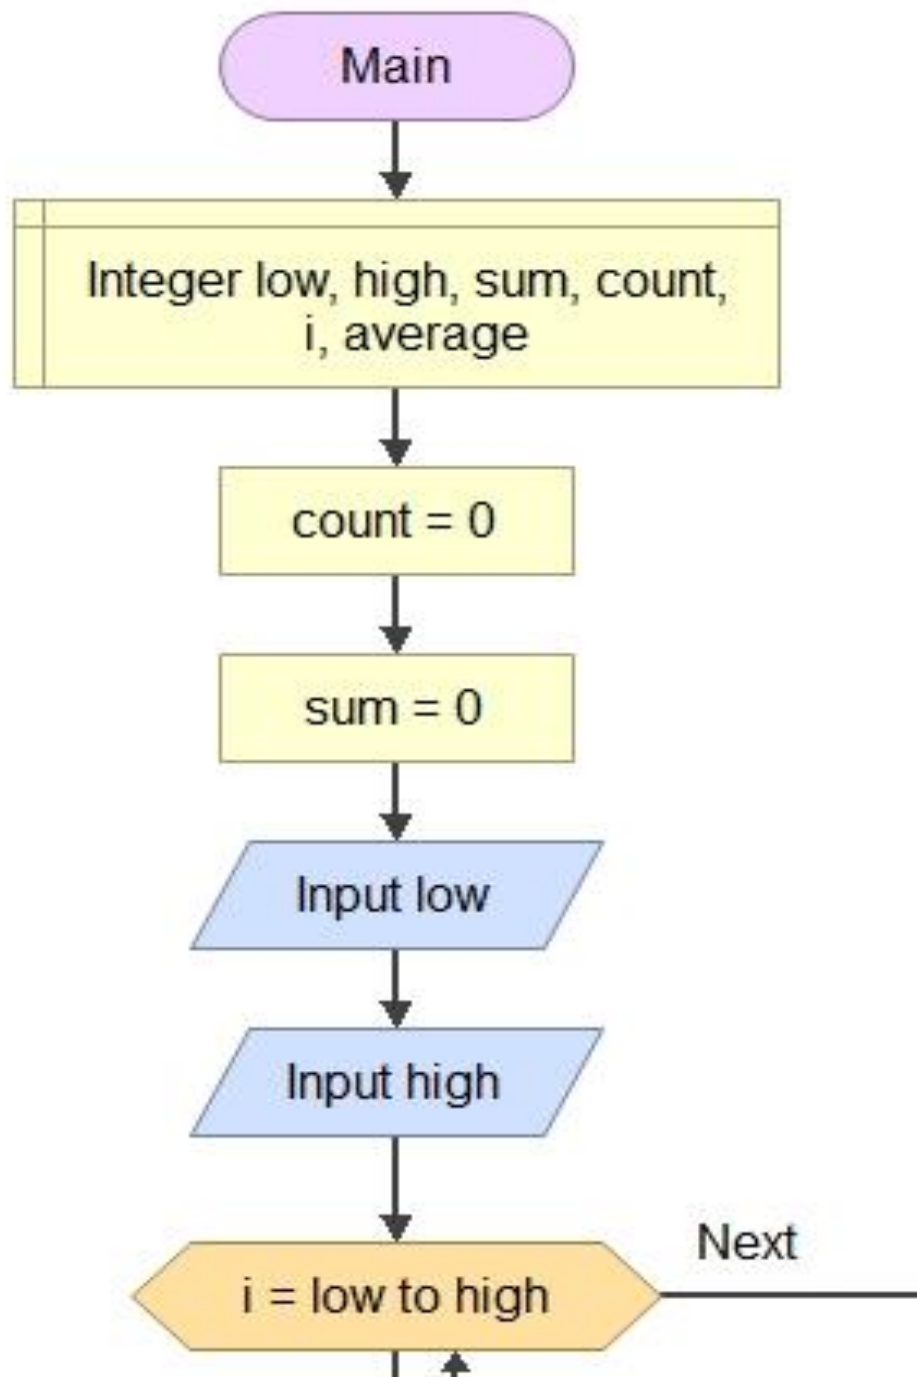 Main
Integer low, high, sum, count,
i, average
count = 0
sum = 0
Input low
Input high
Next
i = low to high